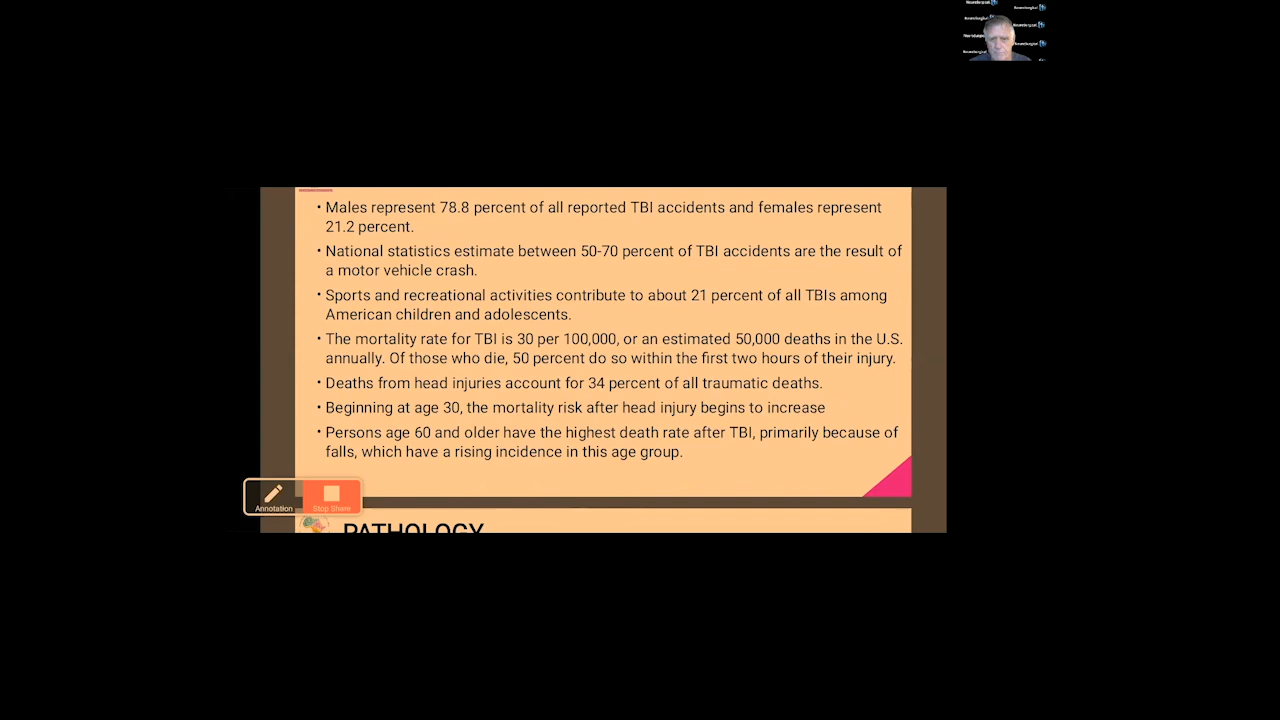 • Males represent 78.8 percent of all reported TBI accidents and females represent
21.2 percent.
• National statistics estimate between 50-70 percent of TBI accidents are the result of
a motor vehicle crash.
• Sports and recreational activities contribute to about 21 percent of all TBIs among
American children and adolescents.
• The mortality rate for TBI is 30 per 100,000, or an estimated 50,000 deaths in the U.S.
annually. Of those who die, 50 percent do so within the first two hours of their injury.
• Deaths from head injuries account for 34 percent of all traumatic deaths.
• Beginning at age 30, the mortality risk after head injury begins to increase
• Persons age 60 and older have the highest death rate after TBI, primarily because of
falls, which have a rising incidence in this age group.
Annotation
Stop Share
PATHOLOGY